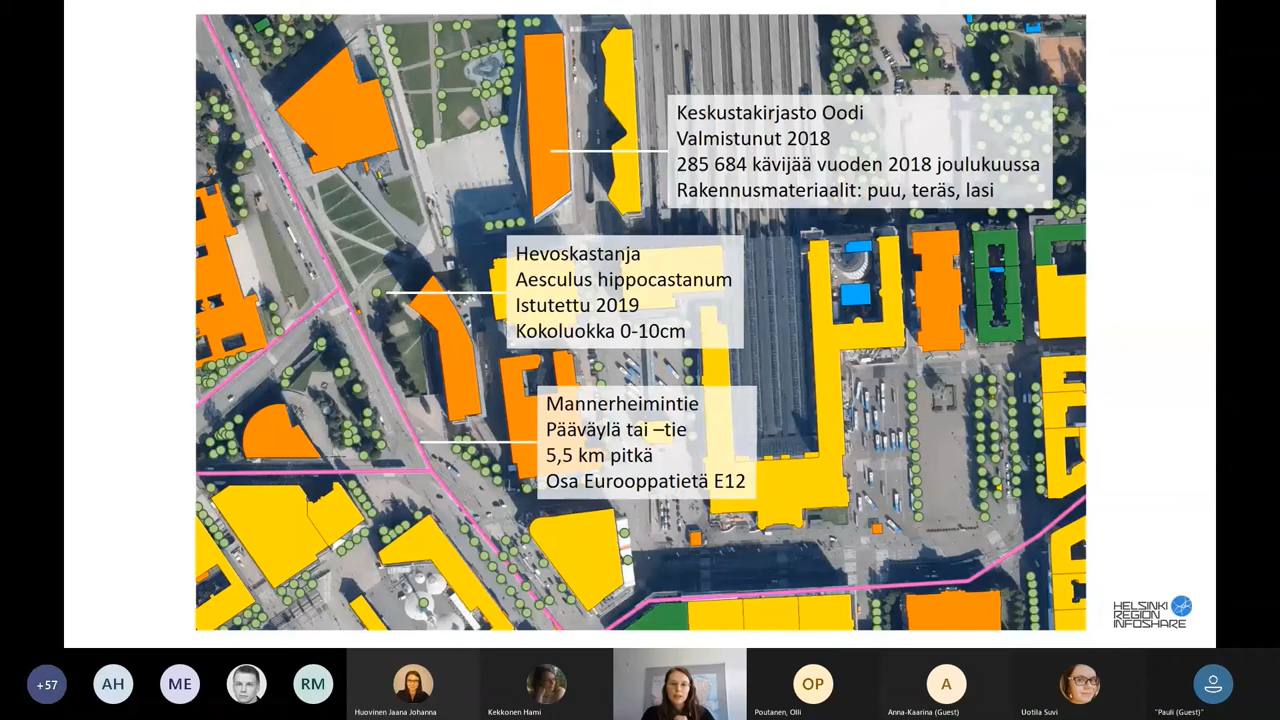 Keskustakirjasto Oodi
Valmistunut 2018
285 684 kävijää vuoden 2018 joulukuussa
Rakennusmateriaalit: puu, teräs, lasi
Hevoskastanja
Aesculus hippocastanum
Istutettu 2019
Kokoluokka 0-10cm
Mannerheimintie
Pääväylä tai –tie
5,5 km pitkä
Osa Eurooppatietä E12
HELSINKI
REGION
INFOSHARE
+57
AH
ME
RM
OP
A
Huovinen Jaana Johanna
Kekkonen Hami
Poutanen, Olli
Anna-Kaarina (Guest)
Uotila Suvi
"Pauli (Guest)"